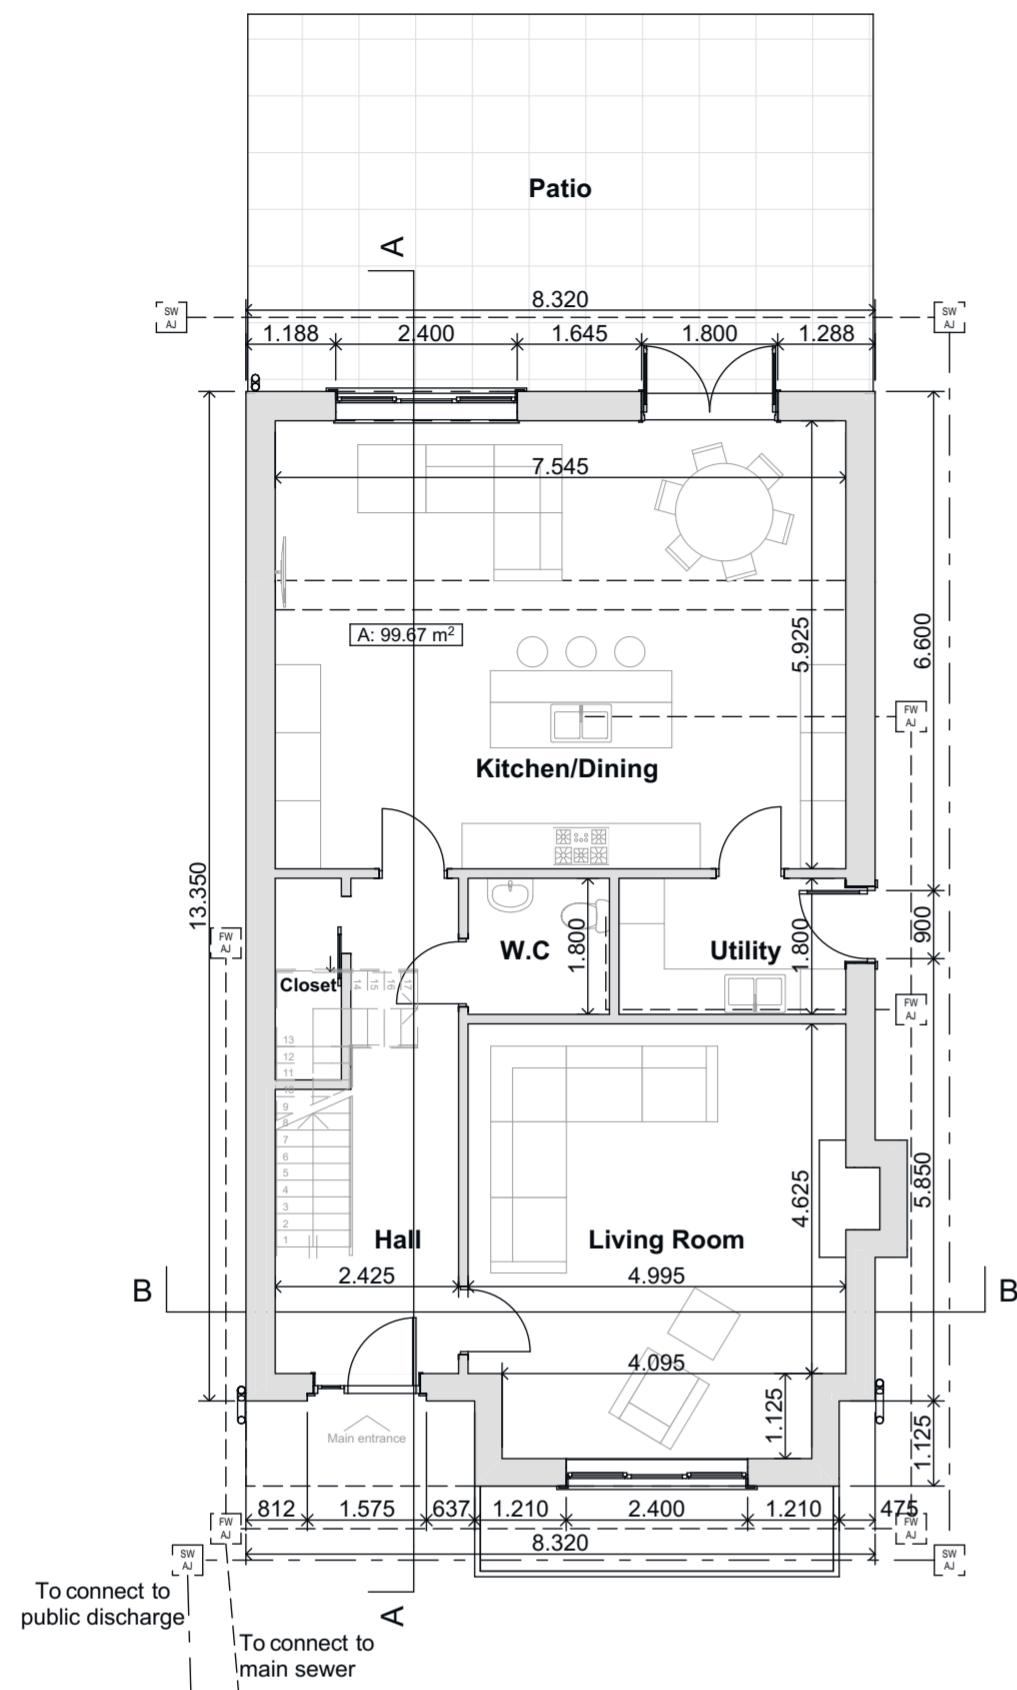 Patio
A
8.320
SW
AJ
SW
AJ
1.188
2.400
1.645
1.800
1.288
7.545
A: 99.67 m²
5.925
6.600
FW
AJ
Kitchen/Dining
13.350
FW
AJ
W.C
1.800
Utility
1.800
900
Closet
14
15
16
17
FW
AJ
13
12
11
10
9
8
7
6
5
4
3
2
1
4.625
5.850
Hall
Living Room
2.425
4.995
B
B
4.095
1.125
1.125
Main entrance
812
1.575
637
1.210
2.400
1.210
475
FW
AJ
FW
AJ
8.320
SW
AJ
SW
AJ
To connect to
public discharge
A
To connect to
main sewer